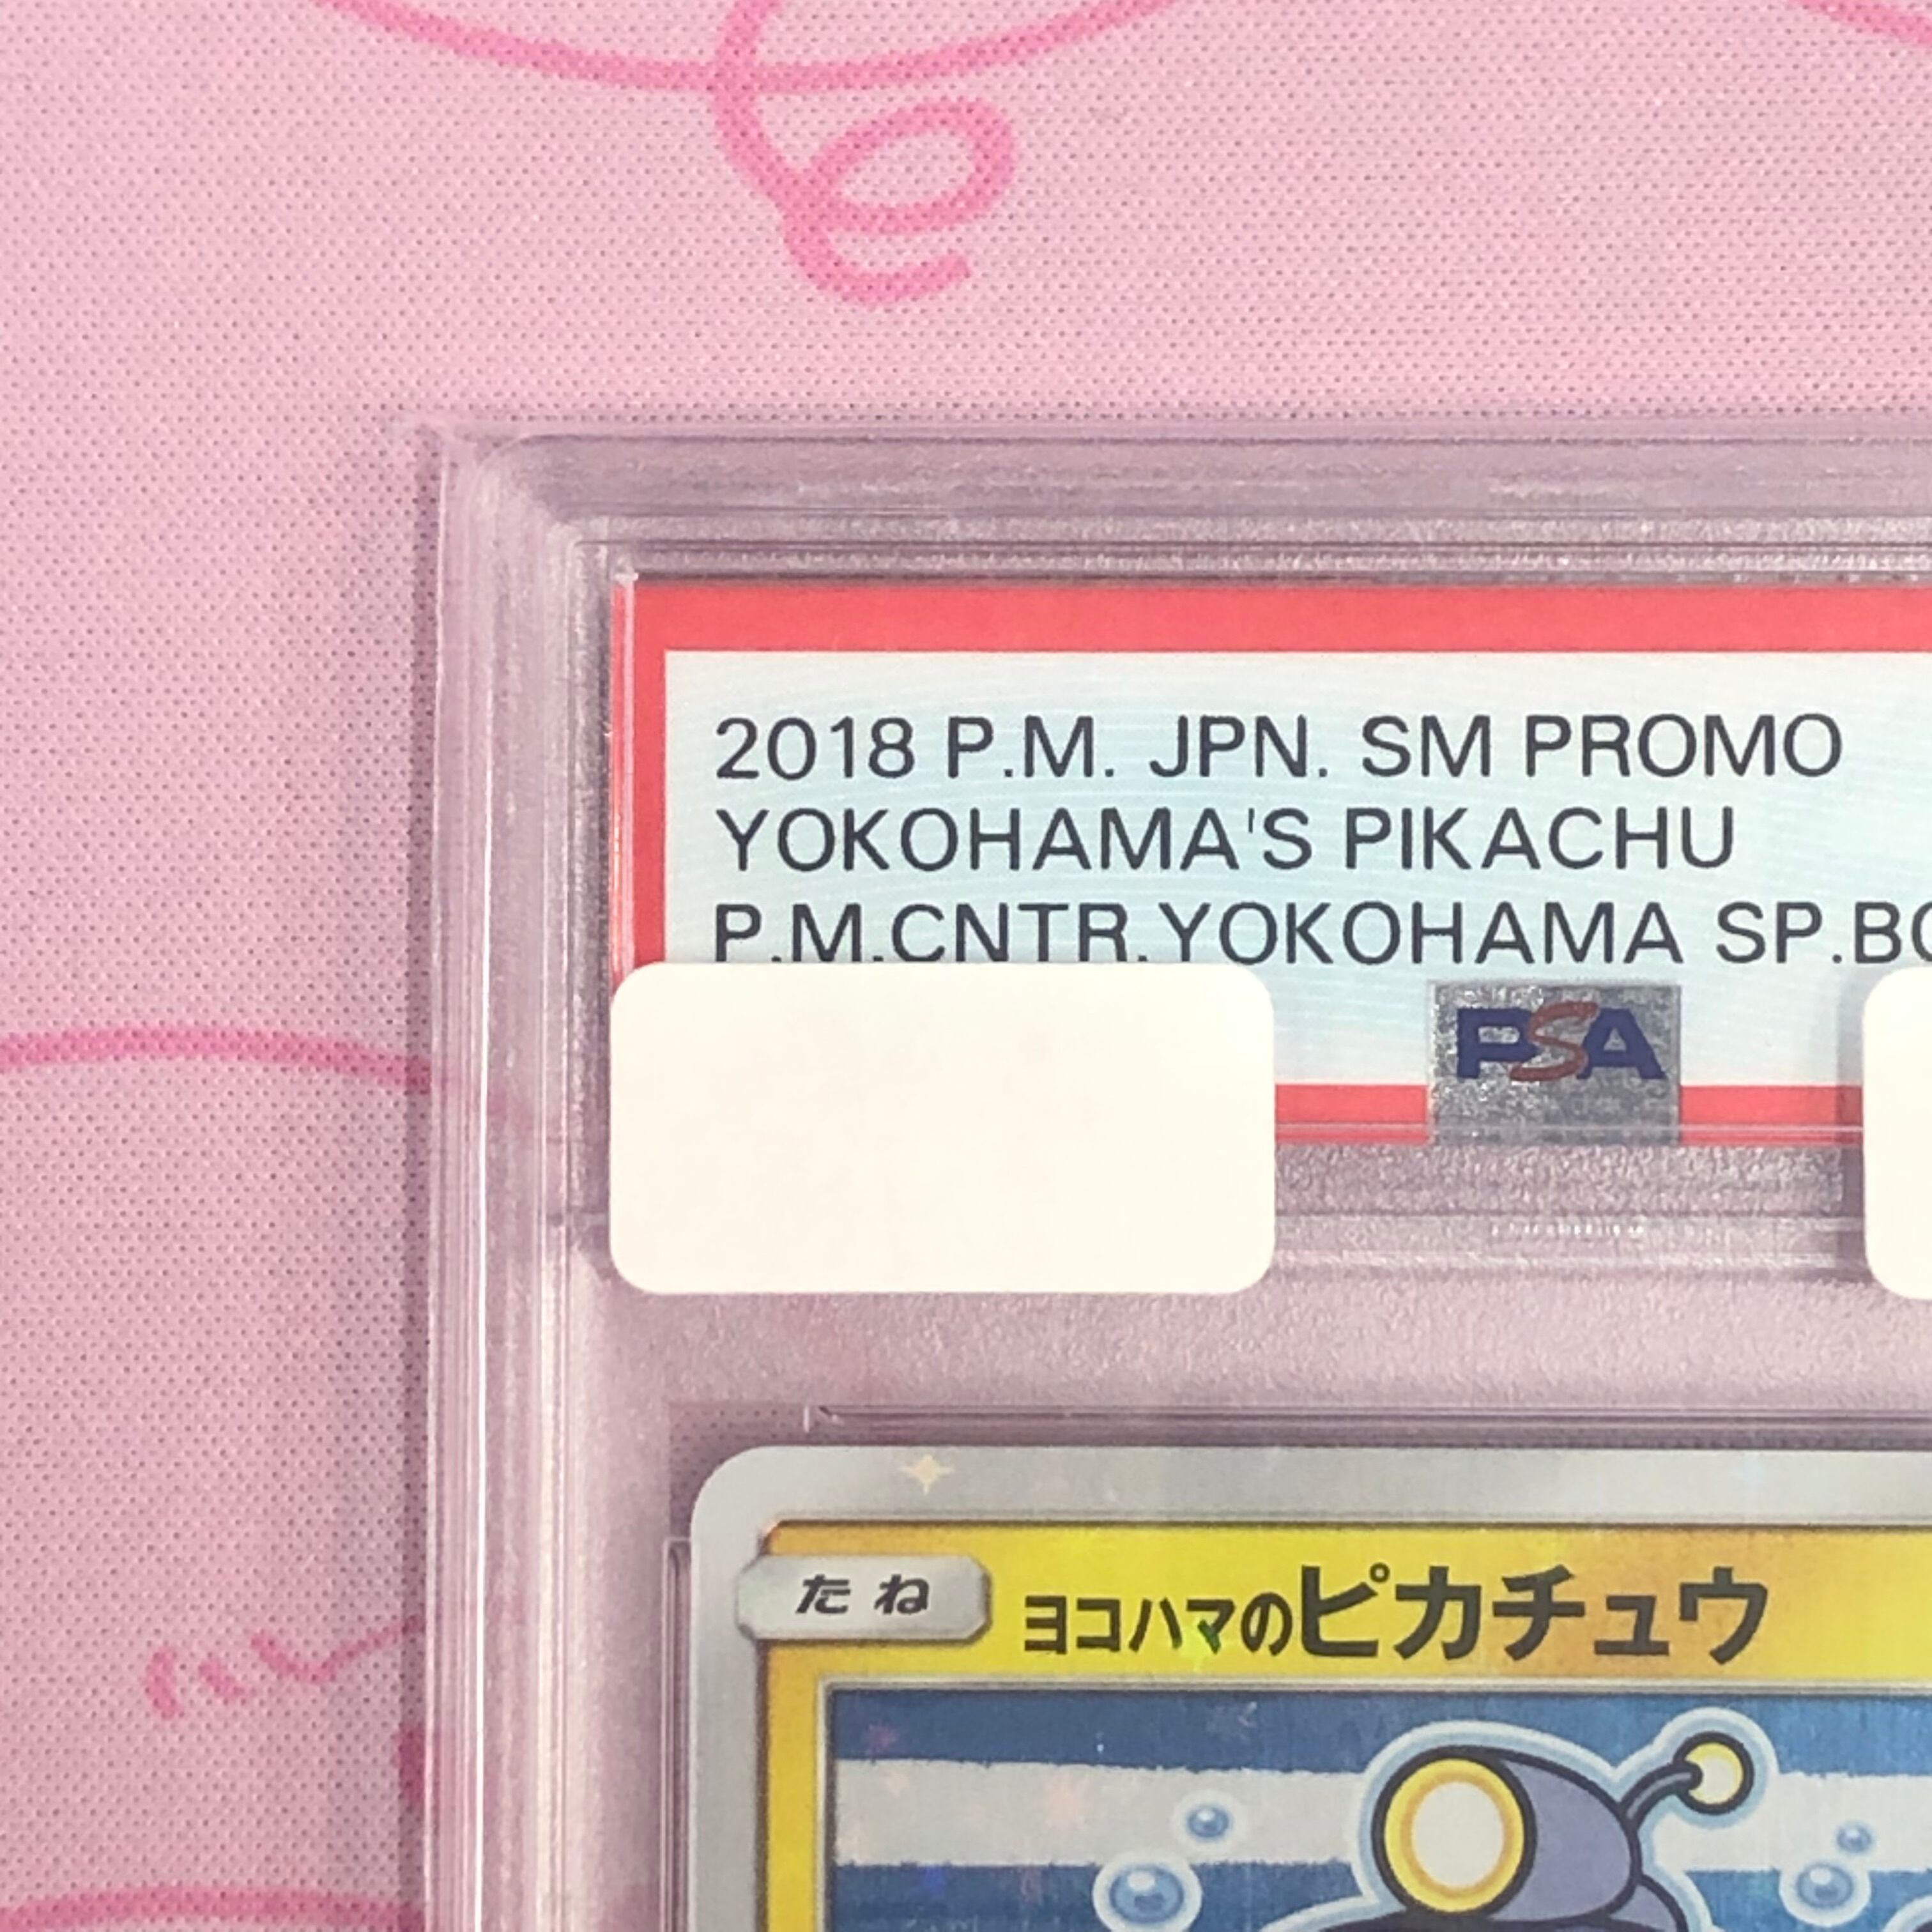 2018 P.M. JPN. SM PROMO
YOKOHAMA'S PIKACHU
P.M.CNTR.YOKOHAMA SP.BO
PSA
たね ヨコハマのピカチュウ